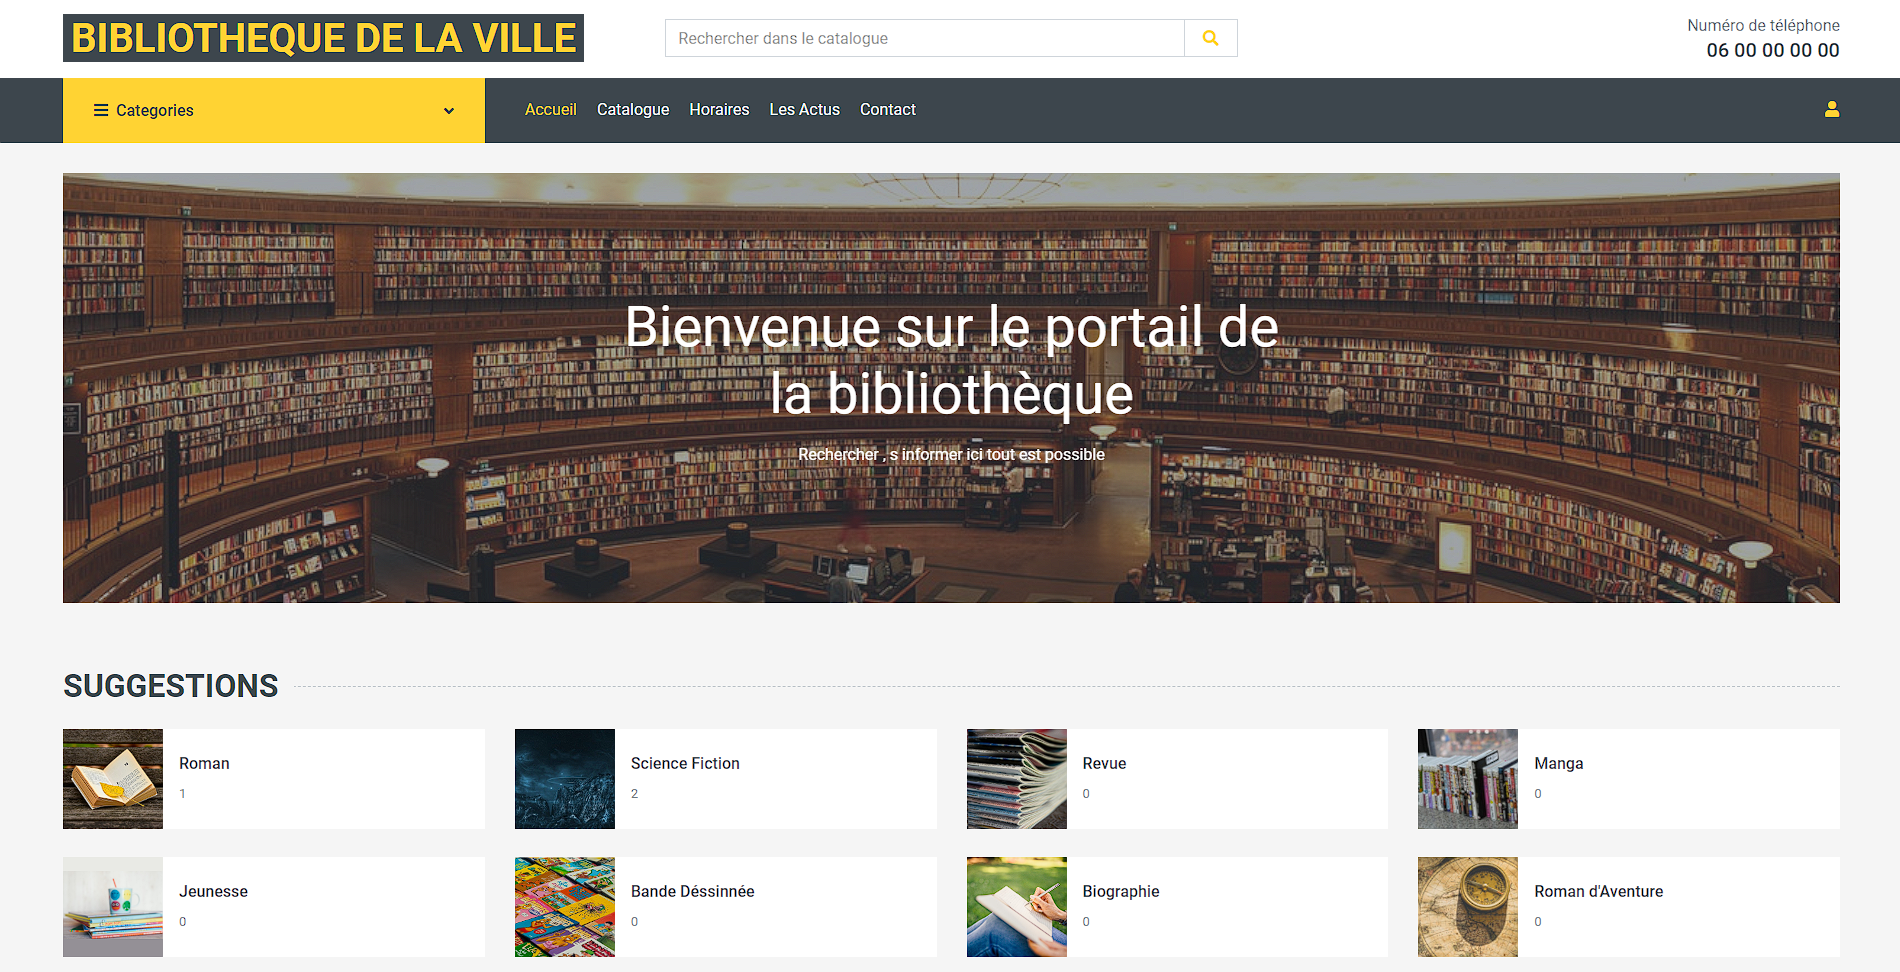 BIBLIOTHEQUE DE LA VILLE
Rechercher dans le catalogue
Numéro de téléphone
06 00 00 00 00
Categories
Accueil Catalogue Horaires Les Actus Contact
Bienvenue sur le portail de
la bibliothèque
Rechercher , s informer ici tout est possible
SUGGESTIONS
Roman
1
Science Fiction
2
Revue
0
Manga
0
Jeunesse
0
Bande Déssinnée
0
Biographie
0
Roman d'Aventure
0